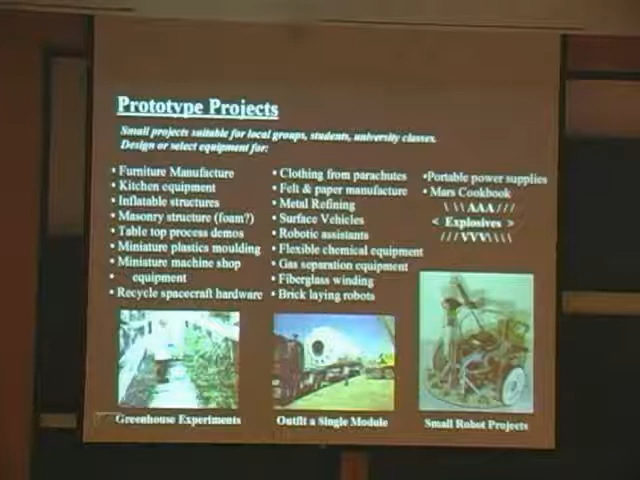 Prototype Projects
Small projects suitable for local groups, students, university classes.
Design or select equipment for:
• Furniture Manufacture
• Kitchen equipment
• Inflatable structures
• Masonry structure (foam?)
• Table top process demos
• Miniature plastics moulding
• Miniature machine shop
• equipment
• Recycle spacecraft hardware
• Clothing from parachutes
• Felt & paper manufacture
• Metal Refining
• Surface Vehicles
• Robotic assistants
• Flexible chemical equipment
• Gas separation equipment
• Fiberglass winding
• Brick laying robots
•Portable power supplies
• Mars Cookbook
\ \\AAA///
< Explosives >
///VVV\\\\
Greenhouse Experiments
Outfit a Single Module
Small Robot Projects